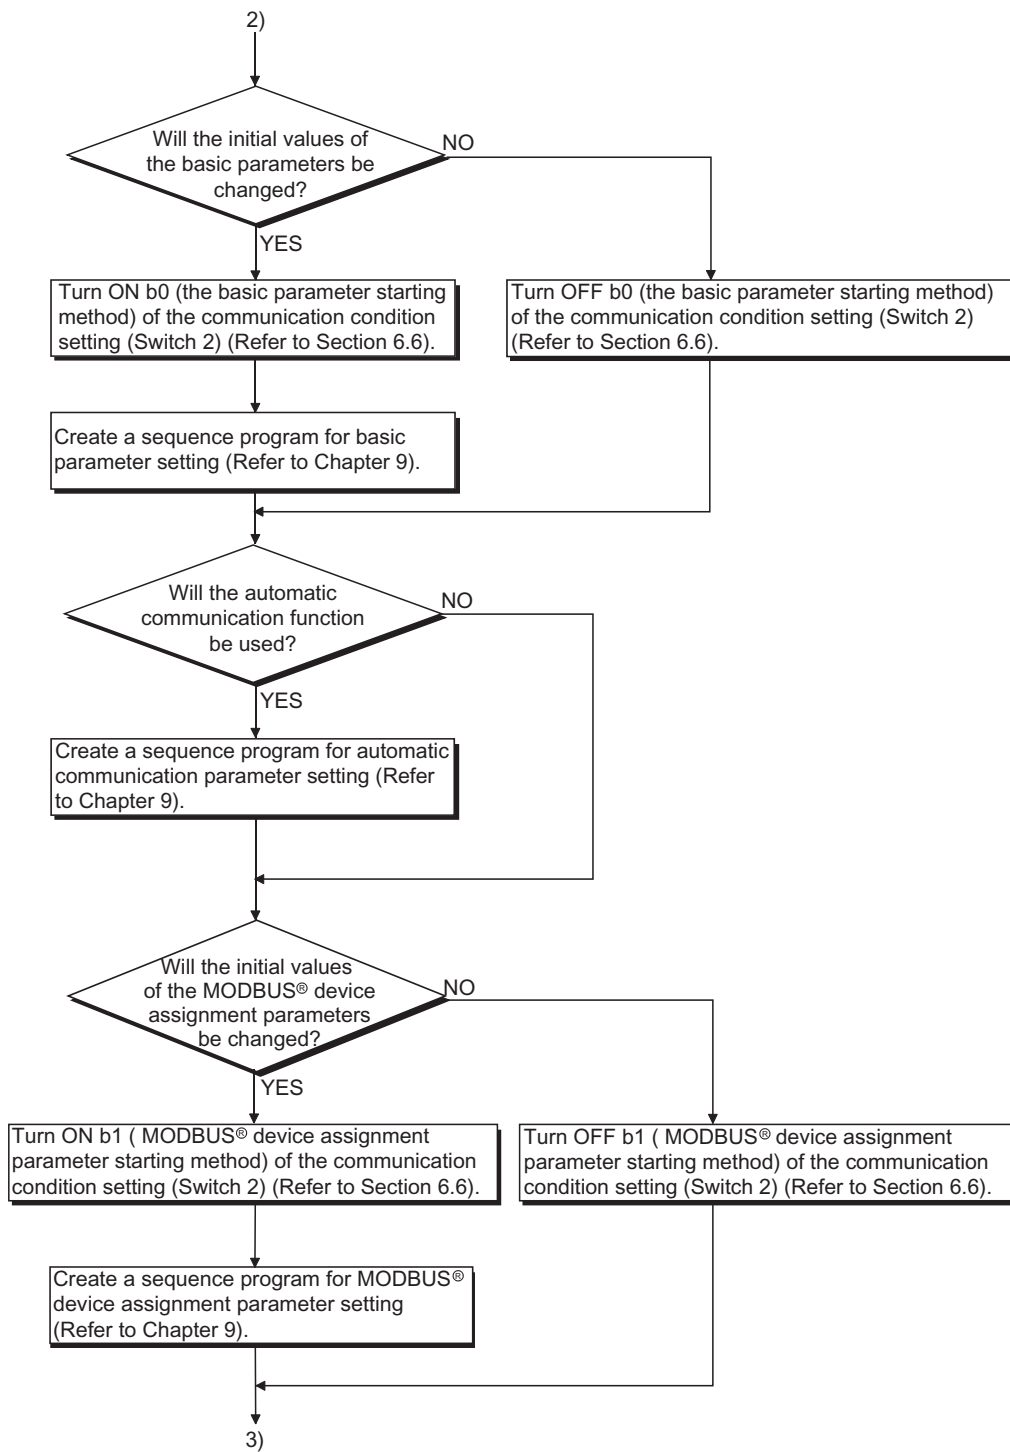 2)
Will the initial values of
the basic parameters be
changed?
NO
YES
Turn ON b0 (the basic parameter starting
method) of the communication condition
setting (Switch 2) (Refer to Section 6.6).
Turn OFF b0 (the basic parameter starting method)
of the communication condition setting (Switch 2)
(Refer to Section 6.6).
Create a sequence program for basic
parameter setting (Refer to Chapter 9).
Will the automatic
communication function
be used?
NO
YES
Create a sequence program for automatic
communication parameter setting (Refer
to Chapter 9).
Will the initial values
of the MODBUS® device
assignment parameters
be changed?
NO
YES
Turn ON b1 ( MODBUS® device assignment
parameter starting method) of the communication
condition setting (Switch 2) (Refer to Section 6.6).
Turn OFF b1 ( MODBUS® device assignment
parameter starting method) of the communication
condition setting (Switch 2) (Refer to Section 6.6).
Create a sequence program for MODBUS®
device assignment parameter setting
(Refer to Chapter 9).
3)